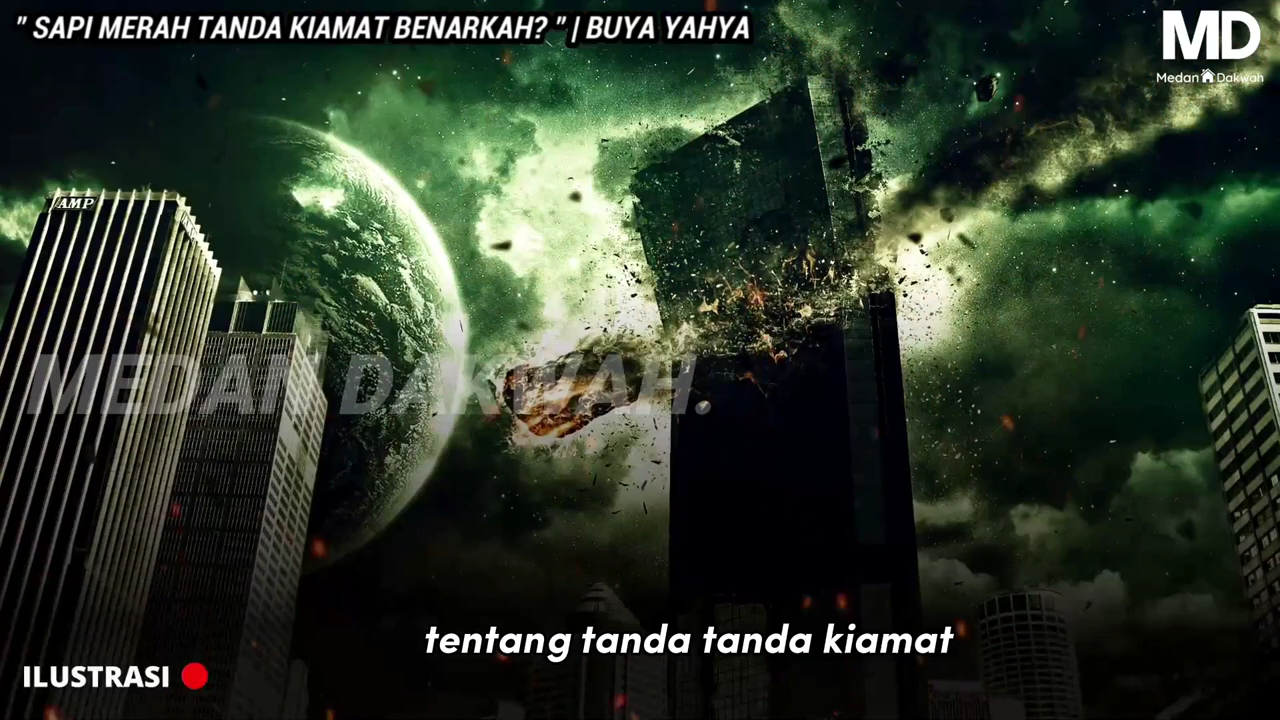 " SAPI MERAH TANDA KIAMAT BENARKAH? " | BUYA YAHYA
MD
Medan Dakwah
AMP
MEDAN DAKWAH.
tentang tanda tanda kiamat
ILUSTRASI